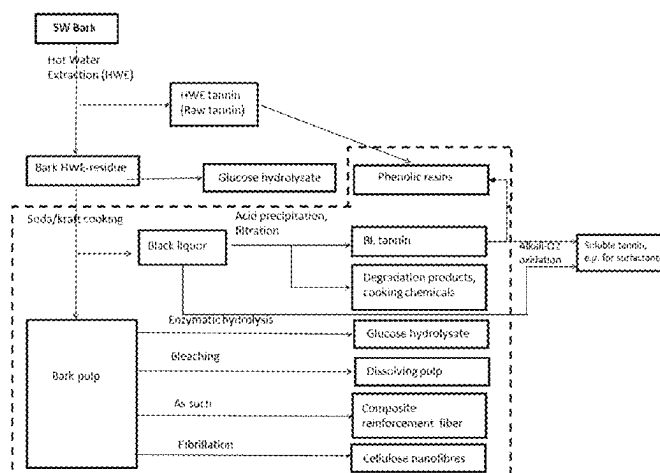 SW Bark
Hot Water
Extraction (HWE)
HWE tannin
(Raw tannin)
Bark HWE-residue
Glucose hydrolysate
Phenolic resins
Soda/kraft cooking
Acid precipitation,
filtration
Black liquor
BL tannin
Alkali-O2
oxidation
Soluble tannin,
e.g. for surfactants
Degradation products,
cooking chemicals
Enzymatic hydrolysis
Glucose hydrolysate
Bleaching
Bark pulp
Dissolving pulp
As such
Composite
reinforcement fiber
Fibrillation
Cellulose nanofibres